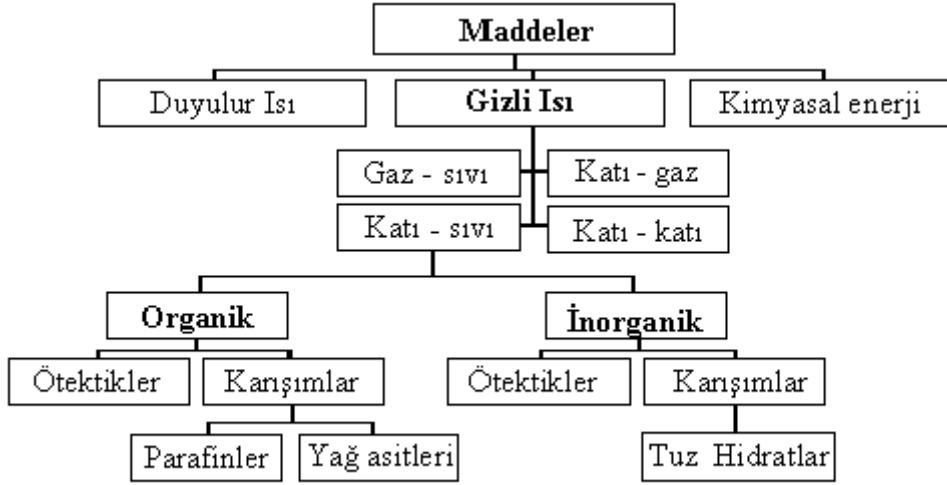 Maddeler
Duyulur Isı
Gizli Isı
Kimyasal enerji
Gaz - sıvı
Katı - gaz
Katı - sıvı
Katı - katı
Organik
İnorganik
Ötektikler
Karışımlar
Ötektikler
Karışımlar
Parafinler
Yağ asitleri
Tuz Hidratlar